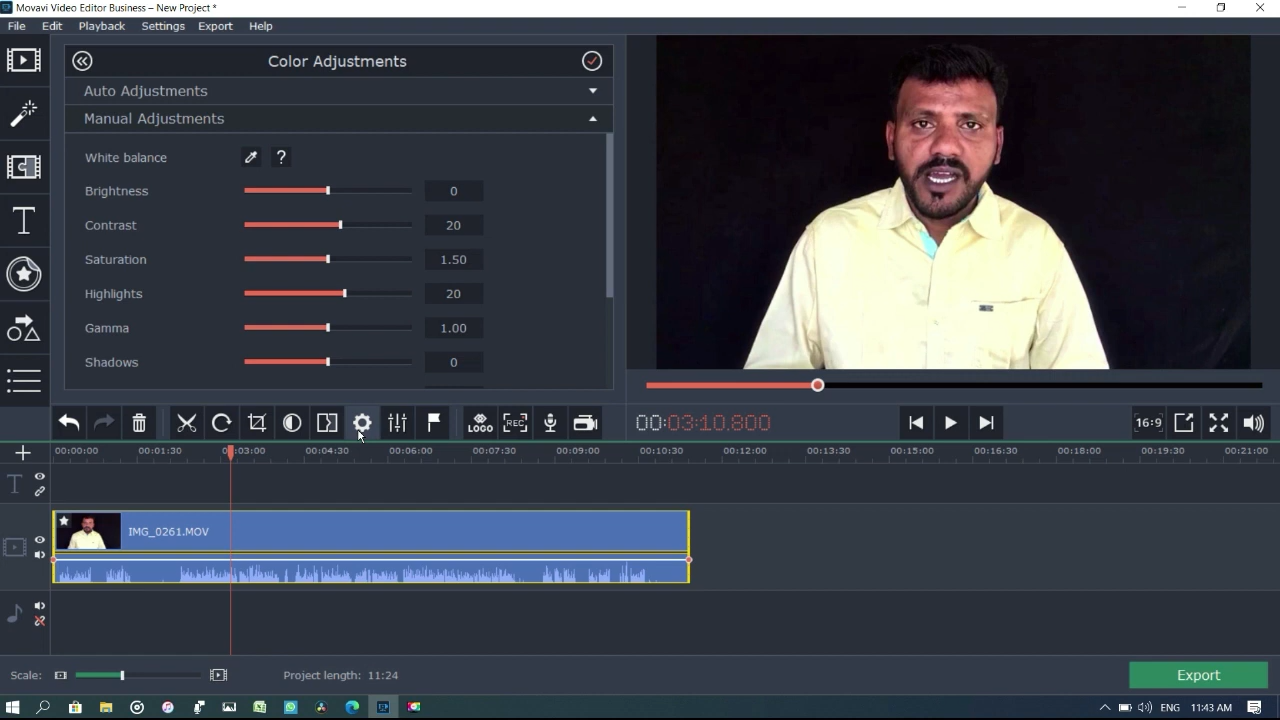 Movavi Video Editor Business – New Project *
File Edit Playback Settings Export Help
Color Adjustments
Auto Adjustments
Manual Adjustments
White balance ?
Brightness 0
Contrast 20
Saturation 1.50
Highlights 20
Gamma 1.00
Shadows 0
LOGO REC
00:03:10.800
16:9
00:00:00 00:01:30 00:03:00 00:04:30 00:06:00 00:07:30 00:09:00 00:10:30 00:12:00 00:13:30 00:15:00 00:16:30 00:18:00 00:19:30 00:21:00
T
IMG_0261.MOV
Scale: Project length: 11:24
Export
ENG 11:43 AM